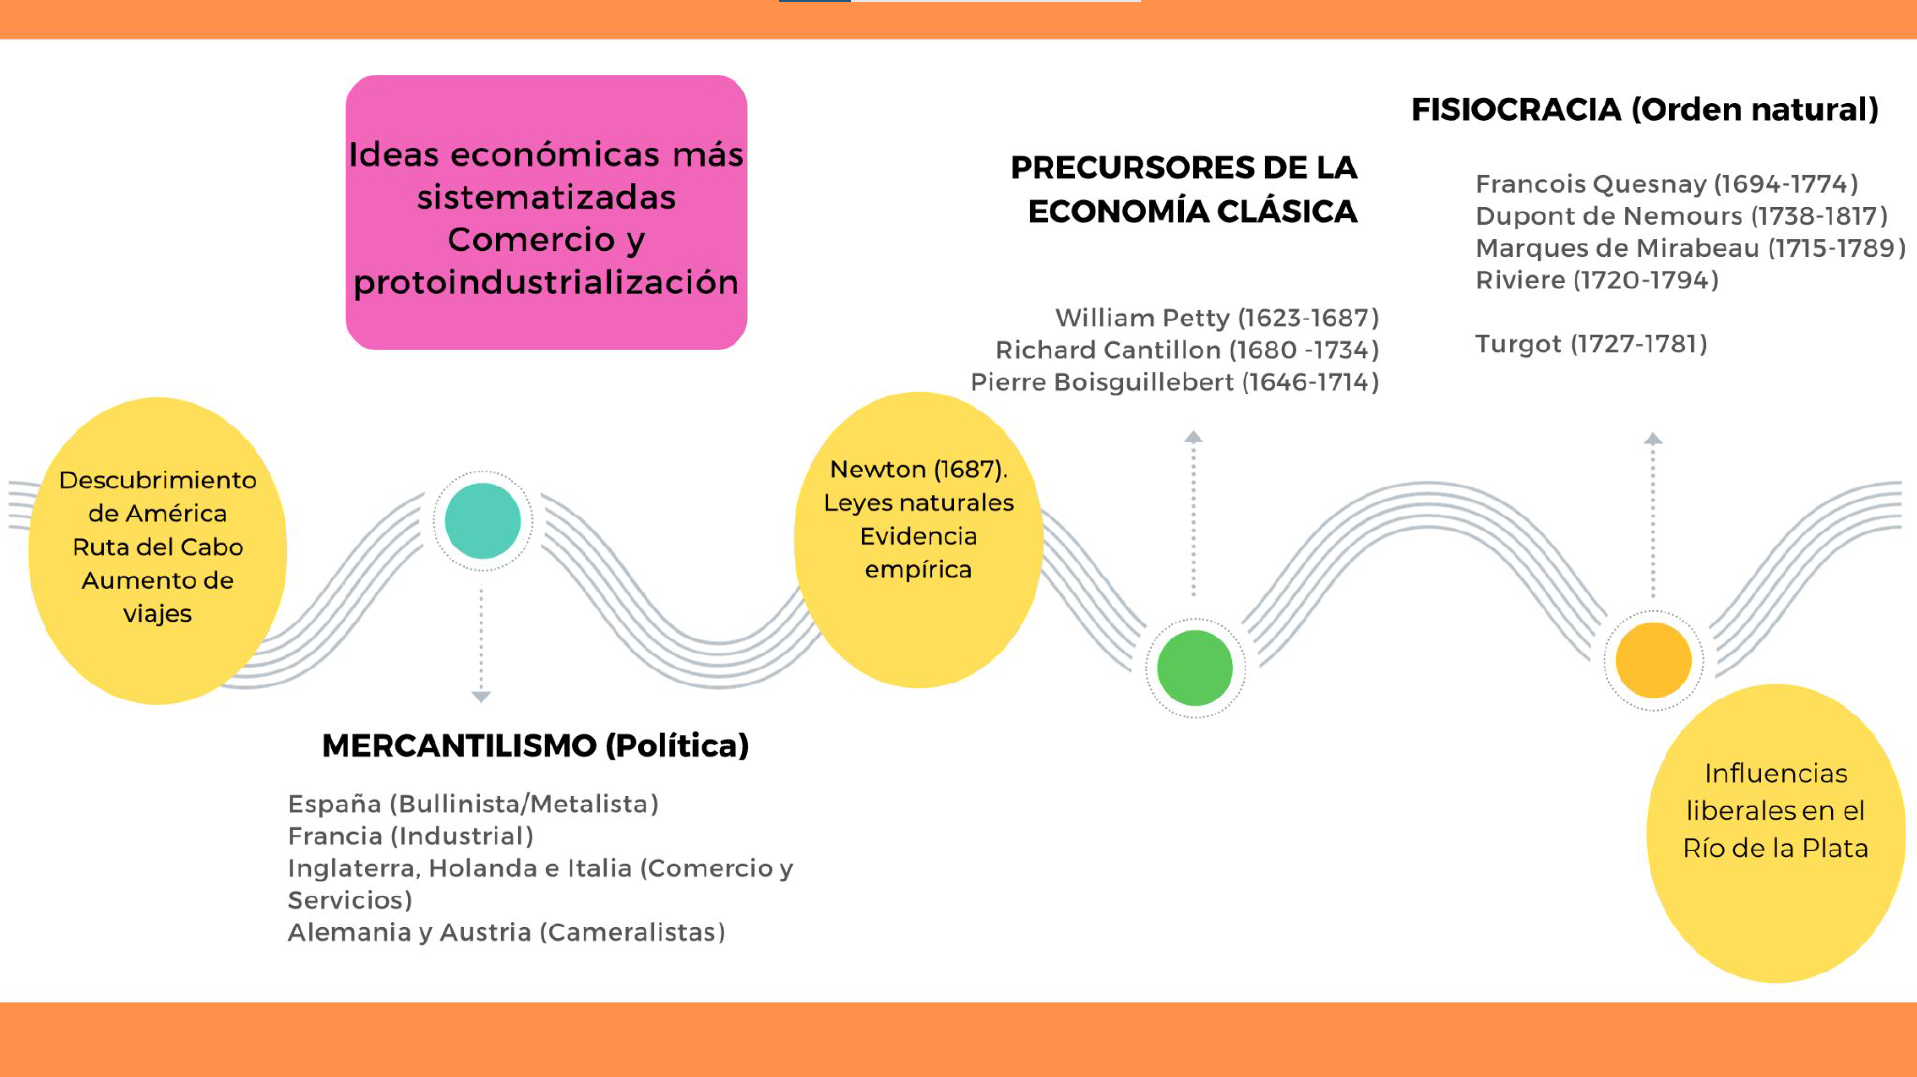 Ideas económicas más
sistematizadas
Comercio y
protoindustrialización
Descubrimiento
de América
Ruta del Cabo
Aumento de
viajes
MERCANTILISMO (Política)
España (Bullinista/Metalista)
Francia (Industrial)
Inglaterra, Holanda e Italia (Comercio y
Servicios)
Alemania y Austria (Cameralistas)
Newton (1687).
Leyes naturales
Evidencia
empírica
PRECURSORES DE LA
ECONOMÍA CLÁSICA
William Petty (1623-1687)
Richard Cantillon (1680 -1734)
Pierre Boisguillebert (1646-1714)
FISIOCRACIA (Orden natural)
Francois Quesnay (1694-1774)
Dupont de Nemours (1738-1817)
Marques de Mirabeau (1715-1789)
Riviere (1720-1794)
Turgot (1727-1781)
Influencias
liberales en el
Río de la Plata